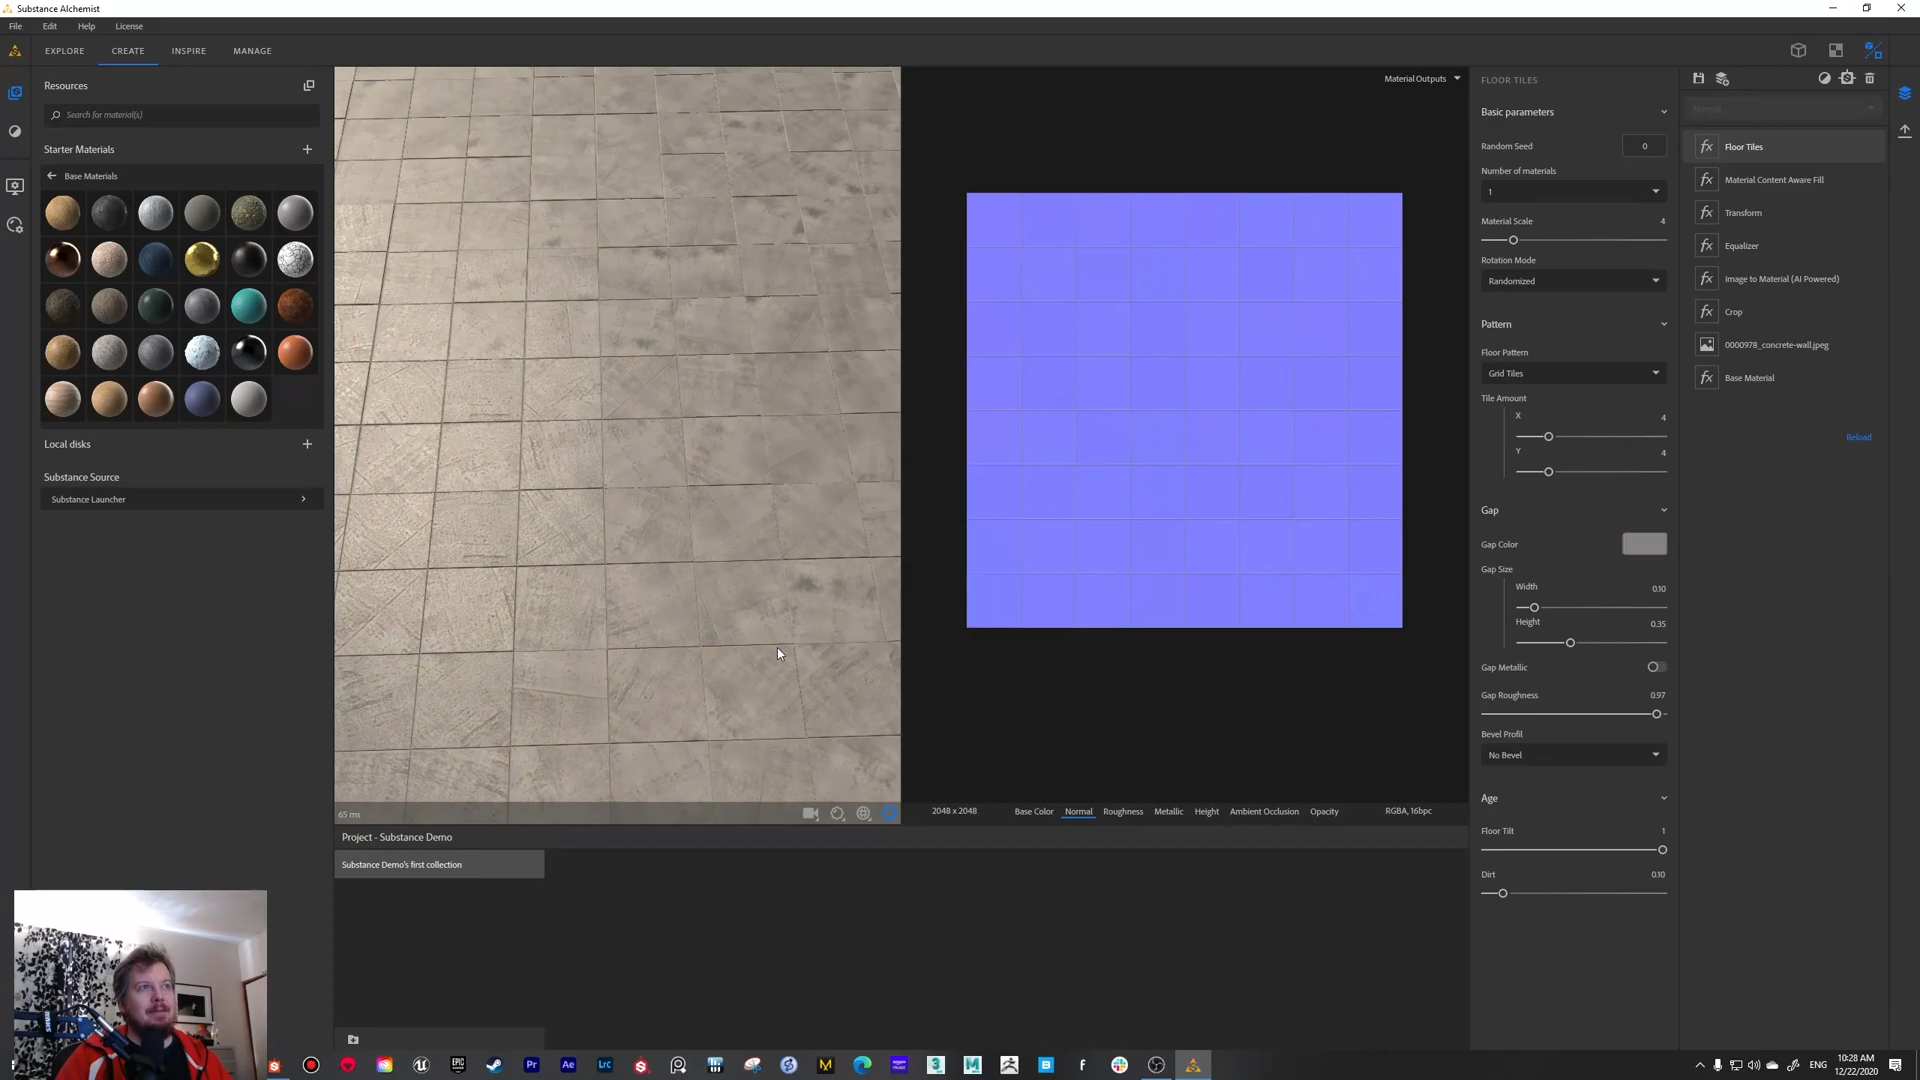 Substance Alchemist
File Edit Help License
EXPLORE CREATE INSPIRE MANAGE
Resources
Search for material(s)
Starter Materials
Base Materials
Local disks
Substance Source
Substance Launcher
65 ms
Material Outputs
2048 x 2048 Base Color Normal Roughness Metallic Height Ambient Occlusion Opacity RGBA, 16bpc
Project - Substance Demo
Substance Demo's first collection
FLOOR TILES
Basic parameters
Random Seed 0
Number of materials
1
Material Scale 4
Rotation Mode
Randomized
Pattern
Floor Pattern
Grid Tiles
Tile Amount
X 4
Y 4
Gap
Gap Color
Gap Size
Width 0.10
Height 0.35
Gap Metallic
Gap Roughness 0.97
Bevel Profil
No Bevel
Age
Floor Tilt 1
Dirt 0.10
Normal
Floor Tiles
Material Content Aware Fill
Transform
Equalizer
Image to Material (AI Powered)
Crop
0000978_concrete-wall.jpeg
Base Material
Reload
ENG
10:28 AM
12/22/2020